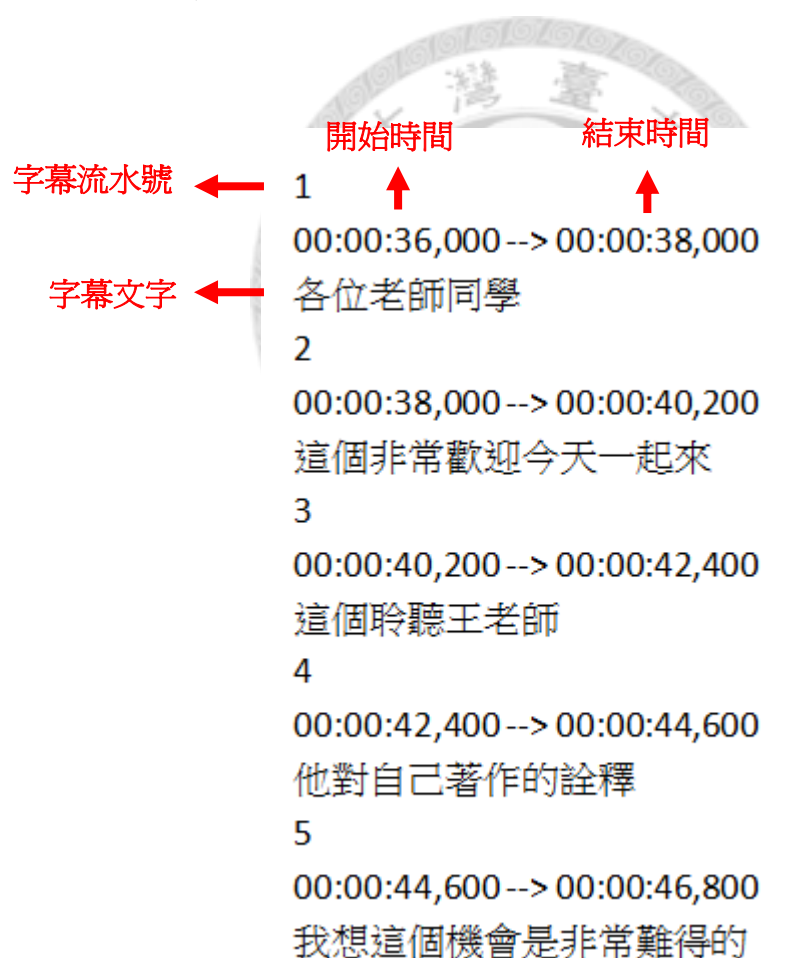 灣 臺 大
開始時間 結束時間
字幕流水號 1
00:00:36,000 --> 00:00:38,000
字幕文字 各位老師同學
2
00:00:38,000 --> 00:00:40,200
這個非常歡迎今天一起來
3
00:00:40,200 --> 00:00:42,400
這個聆聽王老師
4
00:00:42,400 --> 00:00:44,600
他對自己著作的詮釋
5
00:00:44,600 --> 00:00:46,800
我想這個機會是非常難得的